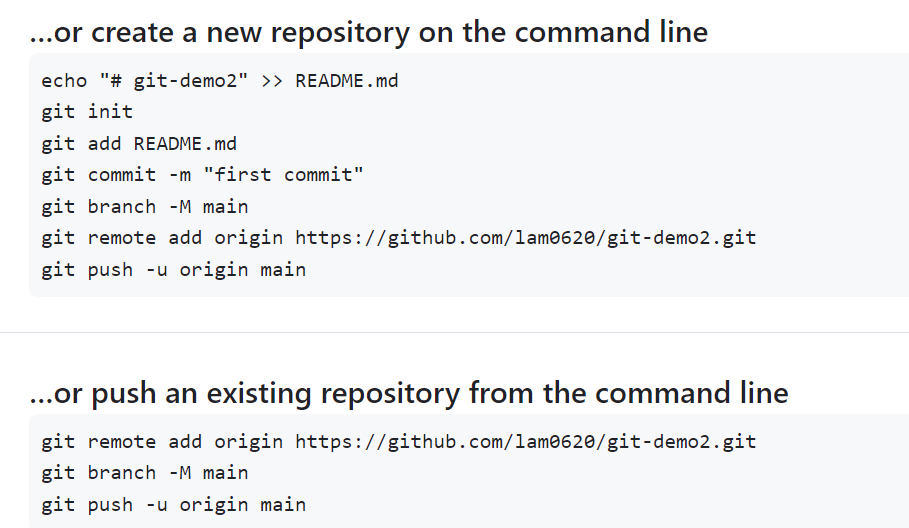 ...or create a new repository on the command line
echo "# git-demo2" >> README.md
git init
git add README.md
git commit -m "first commit"
git branch -M main
git remote add origin https://github.com/lam0620/git-demo2.git
git push -u origin main
...or push an existing repository from the command line
git remote add origin https://github.com/lam0620/git-demo2.git
git branch -M main
git push -u origin main